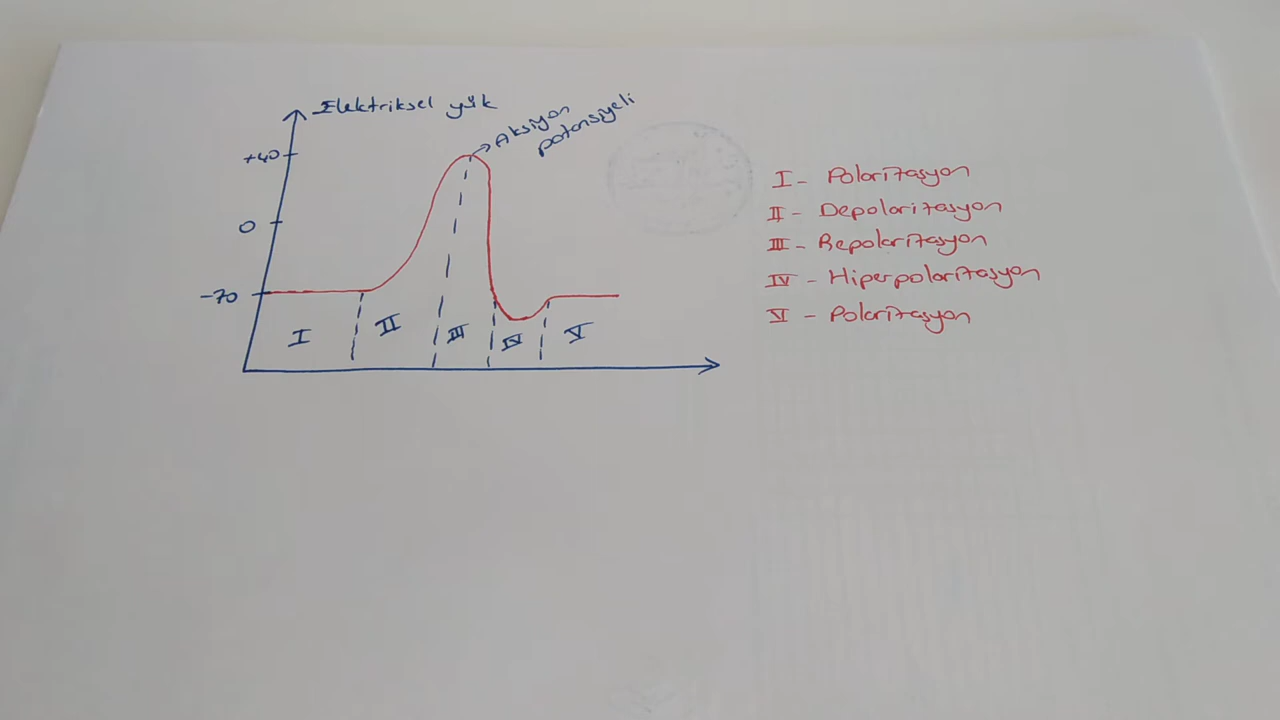 Elektriksel yük
Aksiyon
potansiyeli
+40
0
-70
I
II
III
IV
V
I - Polarizasyon
II - Depolarizasyon
III - Repolarizasyon
IV - Hiperpolarizasyon
V - Polarizasyon